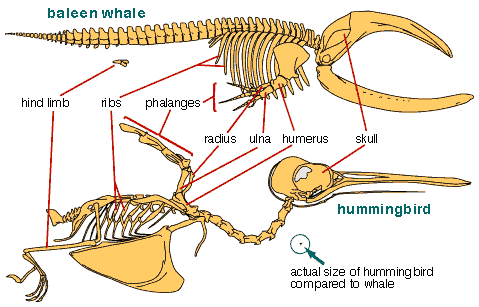 baleen whale
hind limb
ribs
phalanges
radius
ulna
humerus
skull
hummingbird
actual size of hummingbird
compared to whale